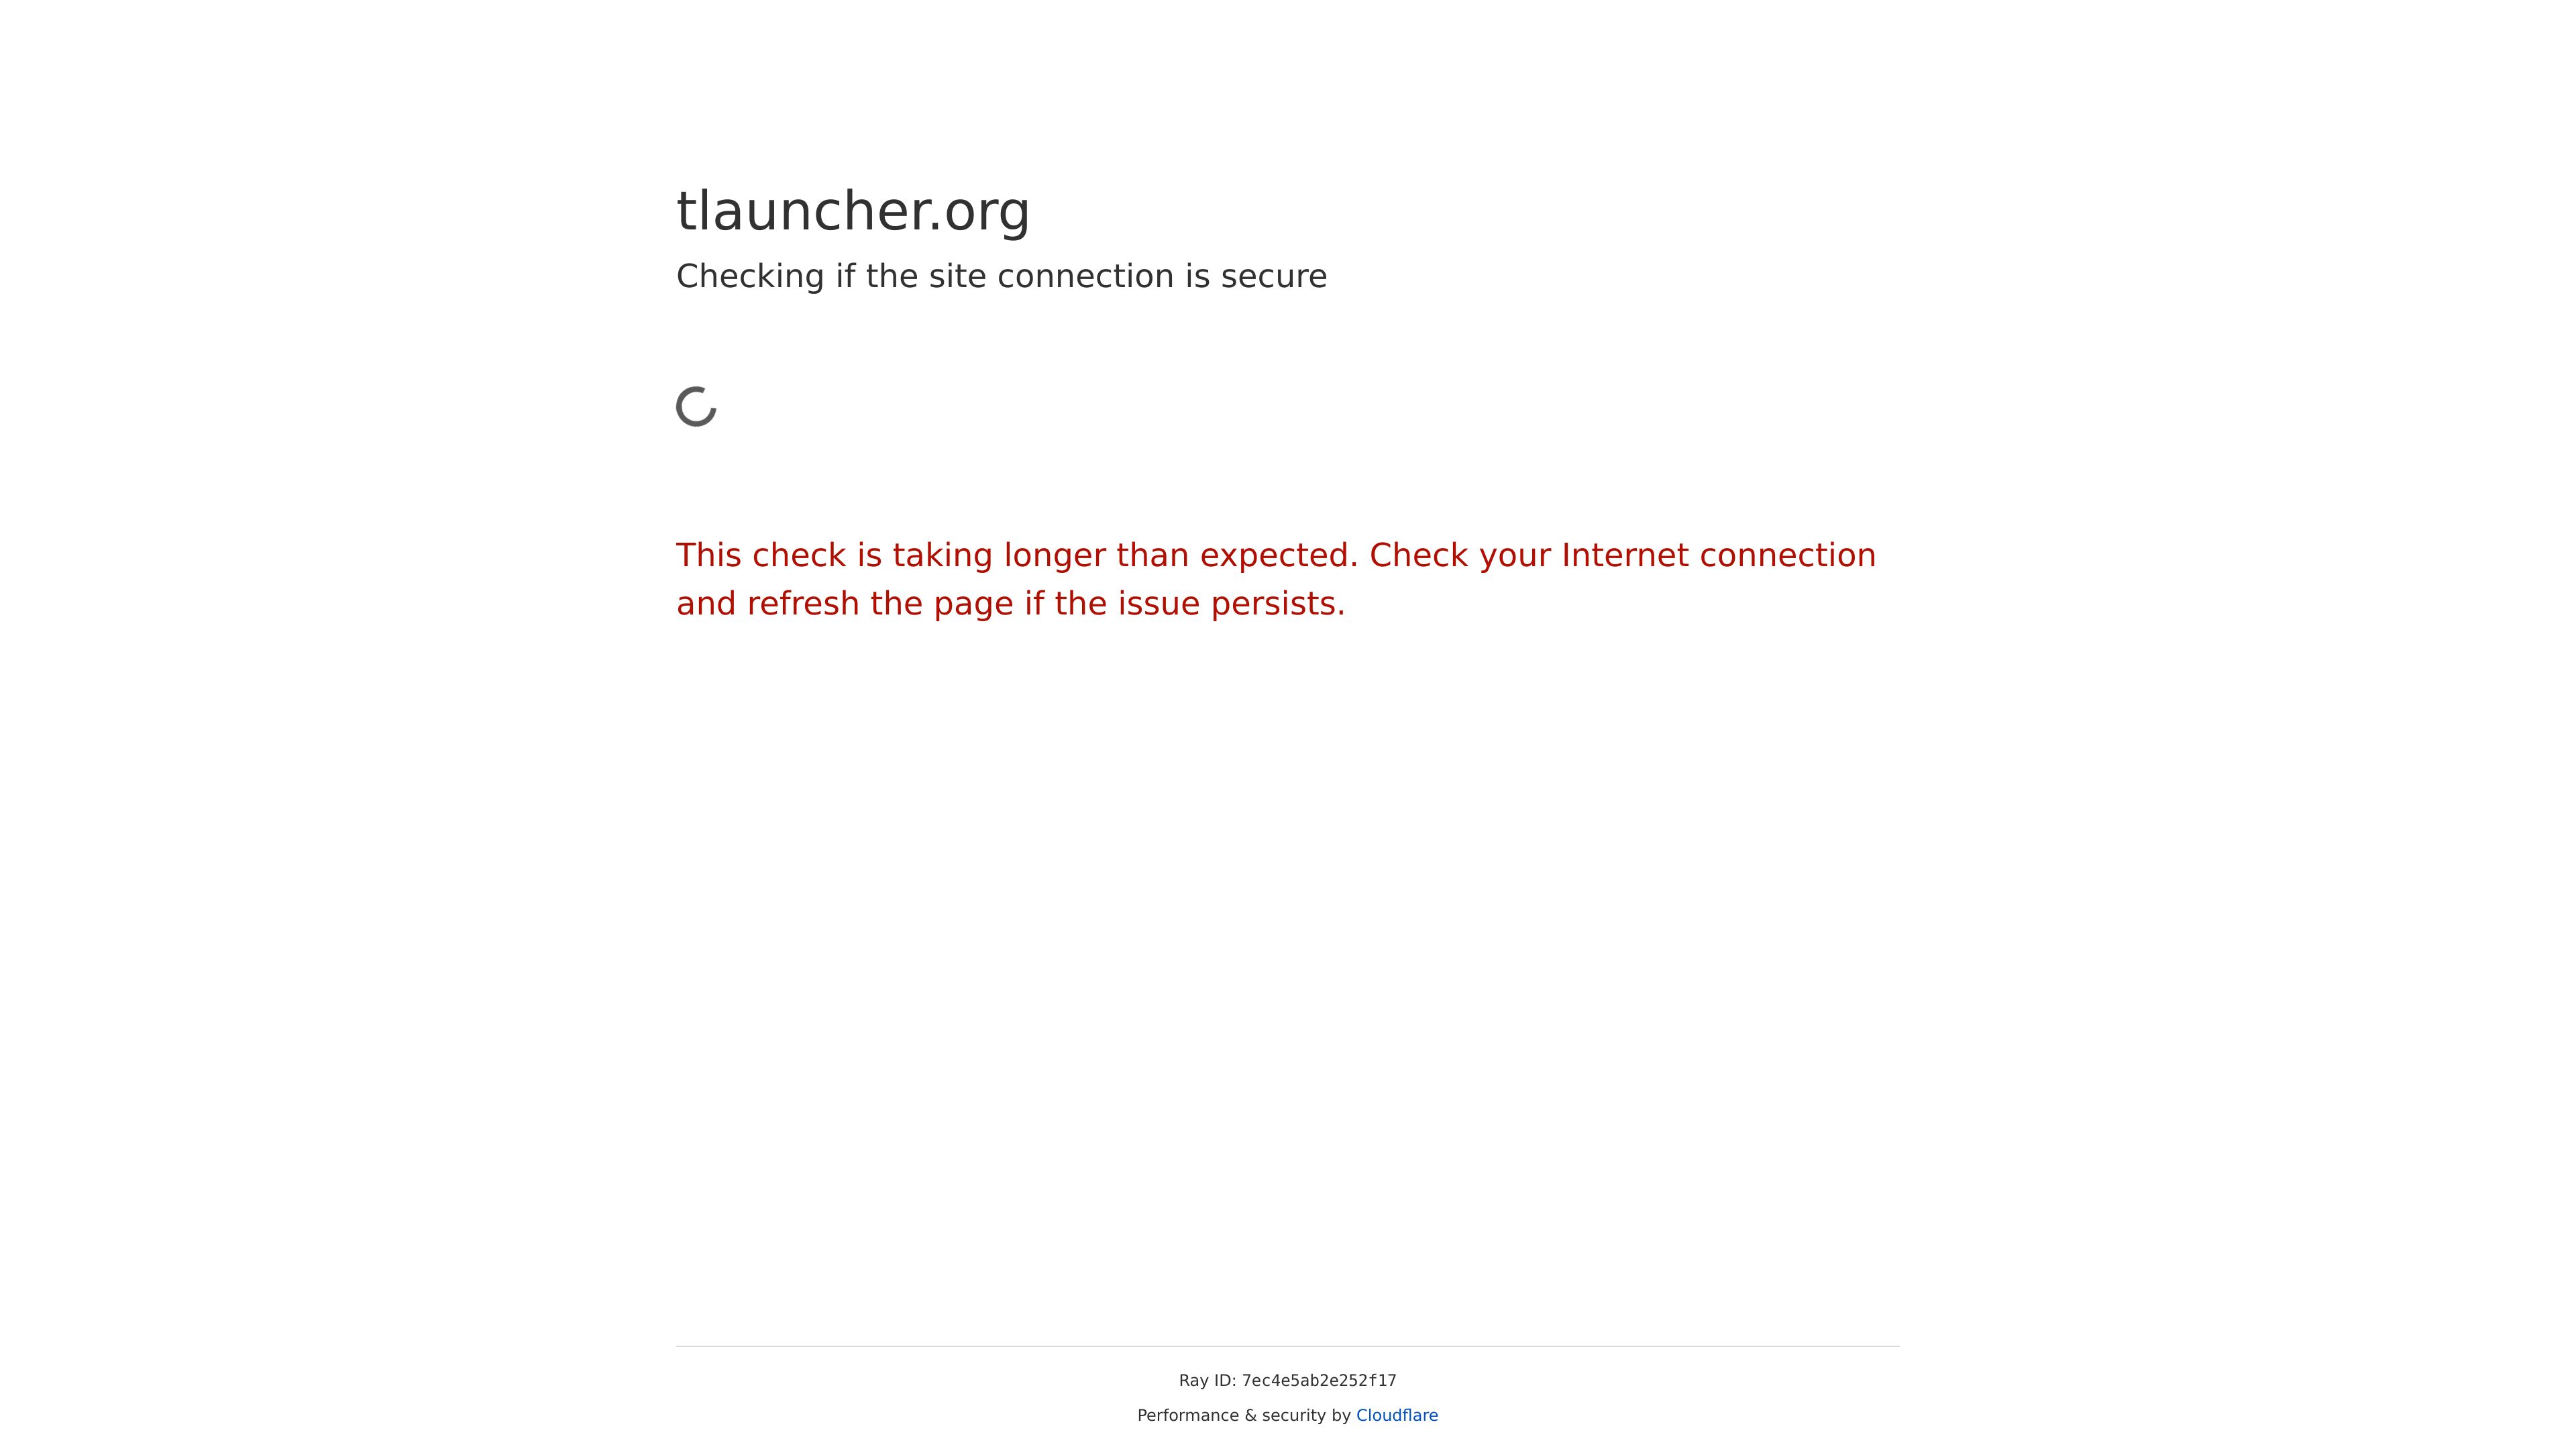 tlauncher.org
Checking if the site connection is secure
This check is taking longer than expected. Check your Internet connection
and refresh the page if the issue persists.
Ray ID: 7ec4e5ab2e252f17
Performance & security by Cloudflare